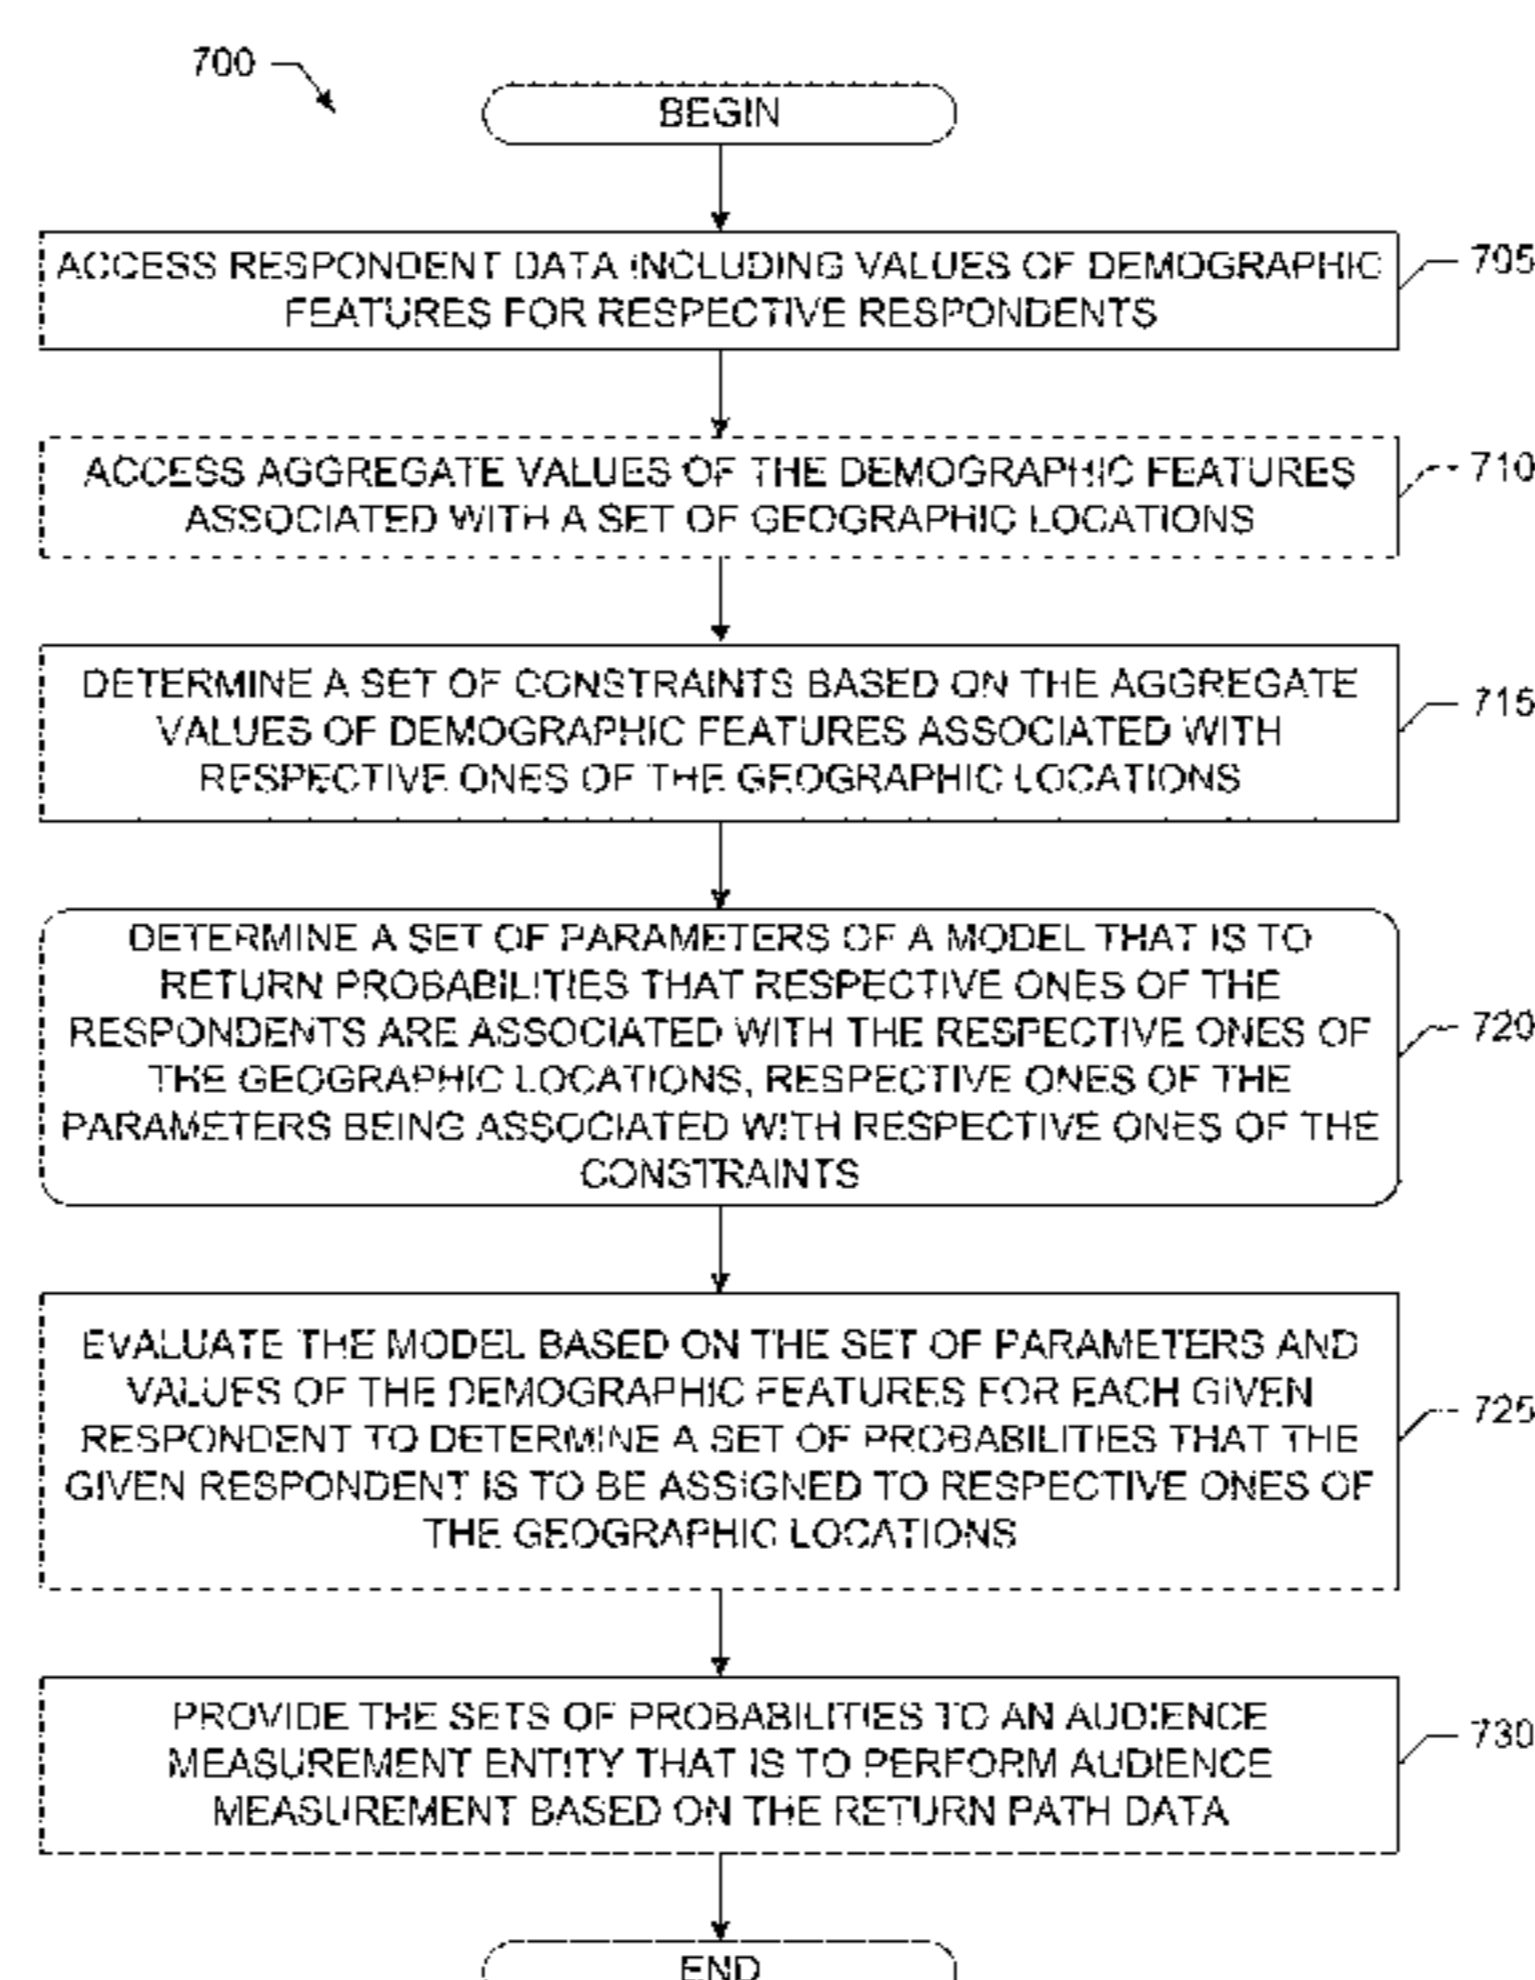 700
BEGIN
ACCESS RESPONDENT DATA INCLUDING VALUES OF DEMOGRAPHIC
FEATURES FOR RESPECTIVE RESPONDENTS
705
ACCESS AGGREGATE VALUES OF THE DEMOGRAPHIC FEATURES
ASSOCIATED WITH A SET OF GEOGRAPHIC LOCATIONS
710
DETERMINE A SET OF CONSTRAINTS BASED ON THE AGGREGATE
VALUES OF DEMOGRAPHIC FEATURES ASSOCIATED WITH
RESPECTIVE ONES OF THE GEOGRAPHIC LOCATIONS
715
DETERMINE A SET OF PARAMETERS OF A MODEL THAT IS TO
RETURN PROBABILITIES THAT RESPECTIVE ONES OF THE
RESPONDENTS ARE ASSOCIATED WITH THE RESPECTIVE ONES OF
THE GEOGRAPHIC LOCATIONS, RESPECTIVE ONES OF THE
PARAMETERS BEING ASSOCIATED WITH RESPECTIVE ONES OF THE
CONSTRAINTS
720
EVALUATE THE MODEL BASED ON THE SET OF PARAMETERS AND
VALUES OF THE DEMOGRAPHIC FEATURES FOR EACH GIVEN
RESPONDENT TO DETERMINE A SET OF PROBABILITIES THAT THE
GIVEN RESPONDENT IS TO BE ASSIGNED TO RESPECTIVE ONES OF
THE GEOGRAPHIC LOCATIONS
725
PROVIDE THE SETS OF PROBABILITIES TO AN AUDIENCE
MEASUREMENT ENTITY THAT IS TO PERFORM AUDIENCE
MEASUREMENT BASED ON THE RETURN PATH DATA
730
END